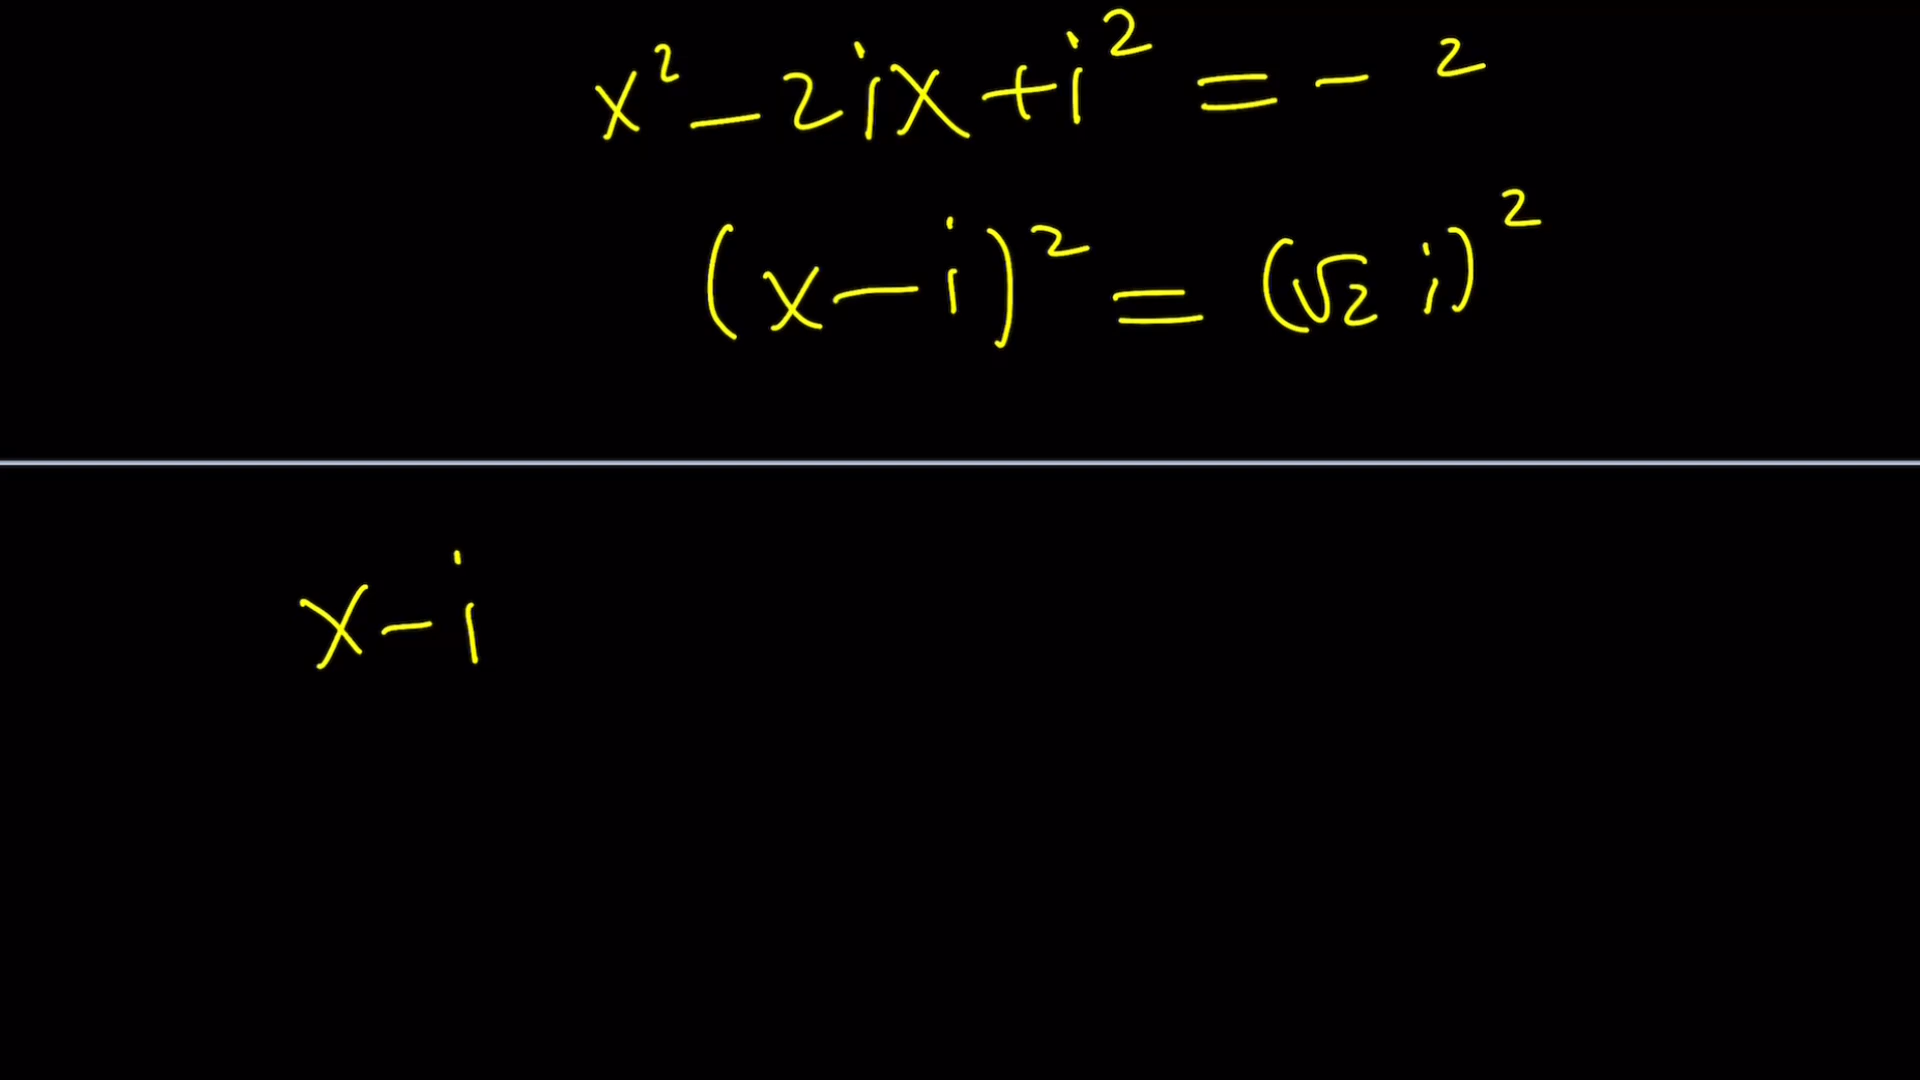 x² - 2ix + i² = - 2
(x - i)² = (√2 i)²
x - i